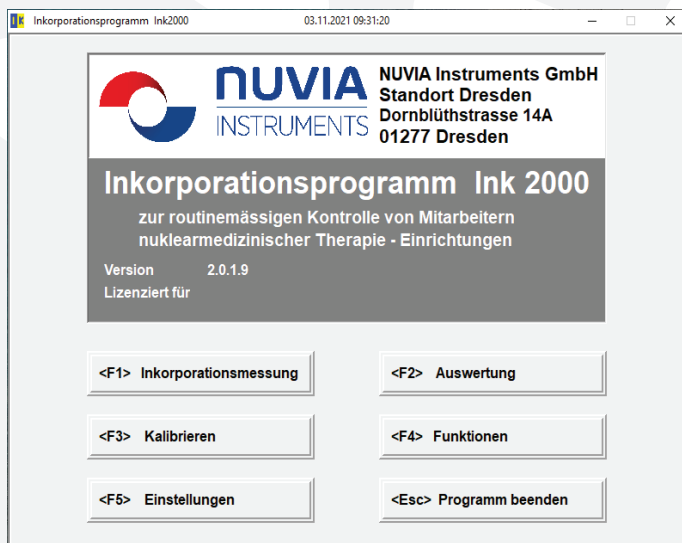 Inkorporationsprogramm Ink2000 03.11.2021 09:31:20
NUVIA
INSTRUMENTS
NUVIA Instruments GmbH
Standort Dresden
Dornblüthstrasse 14A
01277 Dresden
Inkorporationsprogramm Ink 2000
zur routinemässigen Kontrolle von Mitarbeitern
nuklearmedizinischer Therapie - Einrichtungen
Version 2.0.1.9
Lizenziert für
<F1> Inkorporationsmessung
<F2> Auswertung
<F3> Kalibrieren
<F4> Funktionen
<F5> Einstellungen
<Esc> Programm beenden